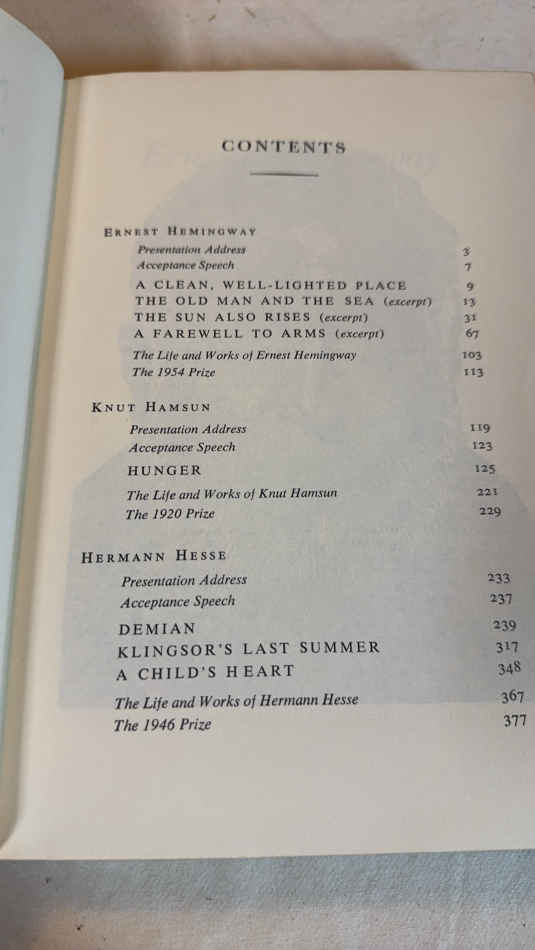 CONTENTS
ERNEST HEMINGWAY
Presentation Address 3
Acceptance Speech 7
A CLEAN, WELL-LIGHTED PLACE 9
THE OLD MAN AND THE SEA (excerpt) 13
THE SUN ALSO RISES (excerpt) 31
A FAREWELL TO ARMS (excerpt) 67
The Life and Works of Ernest Hemingway 103
The 1954 Prize 113
KNUT HAMSUN
Presentation Address 119
Acceptance Speech 123
HUNGER 125
The Life and Works of Knut Hamsun 221
The 1920 Prize 229
HERMANN HESSE
Presentation Address 233
Acceptance Speech 237
DEMIAN 239
KLINGSOR'S LAST SUMMER 317
A CHILD'S HEART 348
The Life and Works of Hermann Hesse 367
The 1946 Prize 377